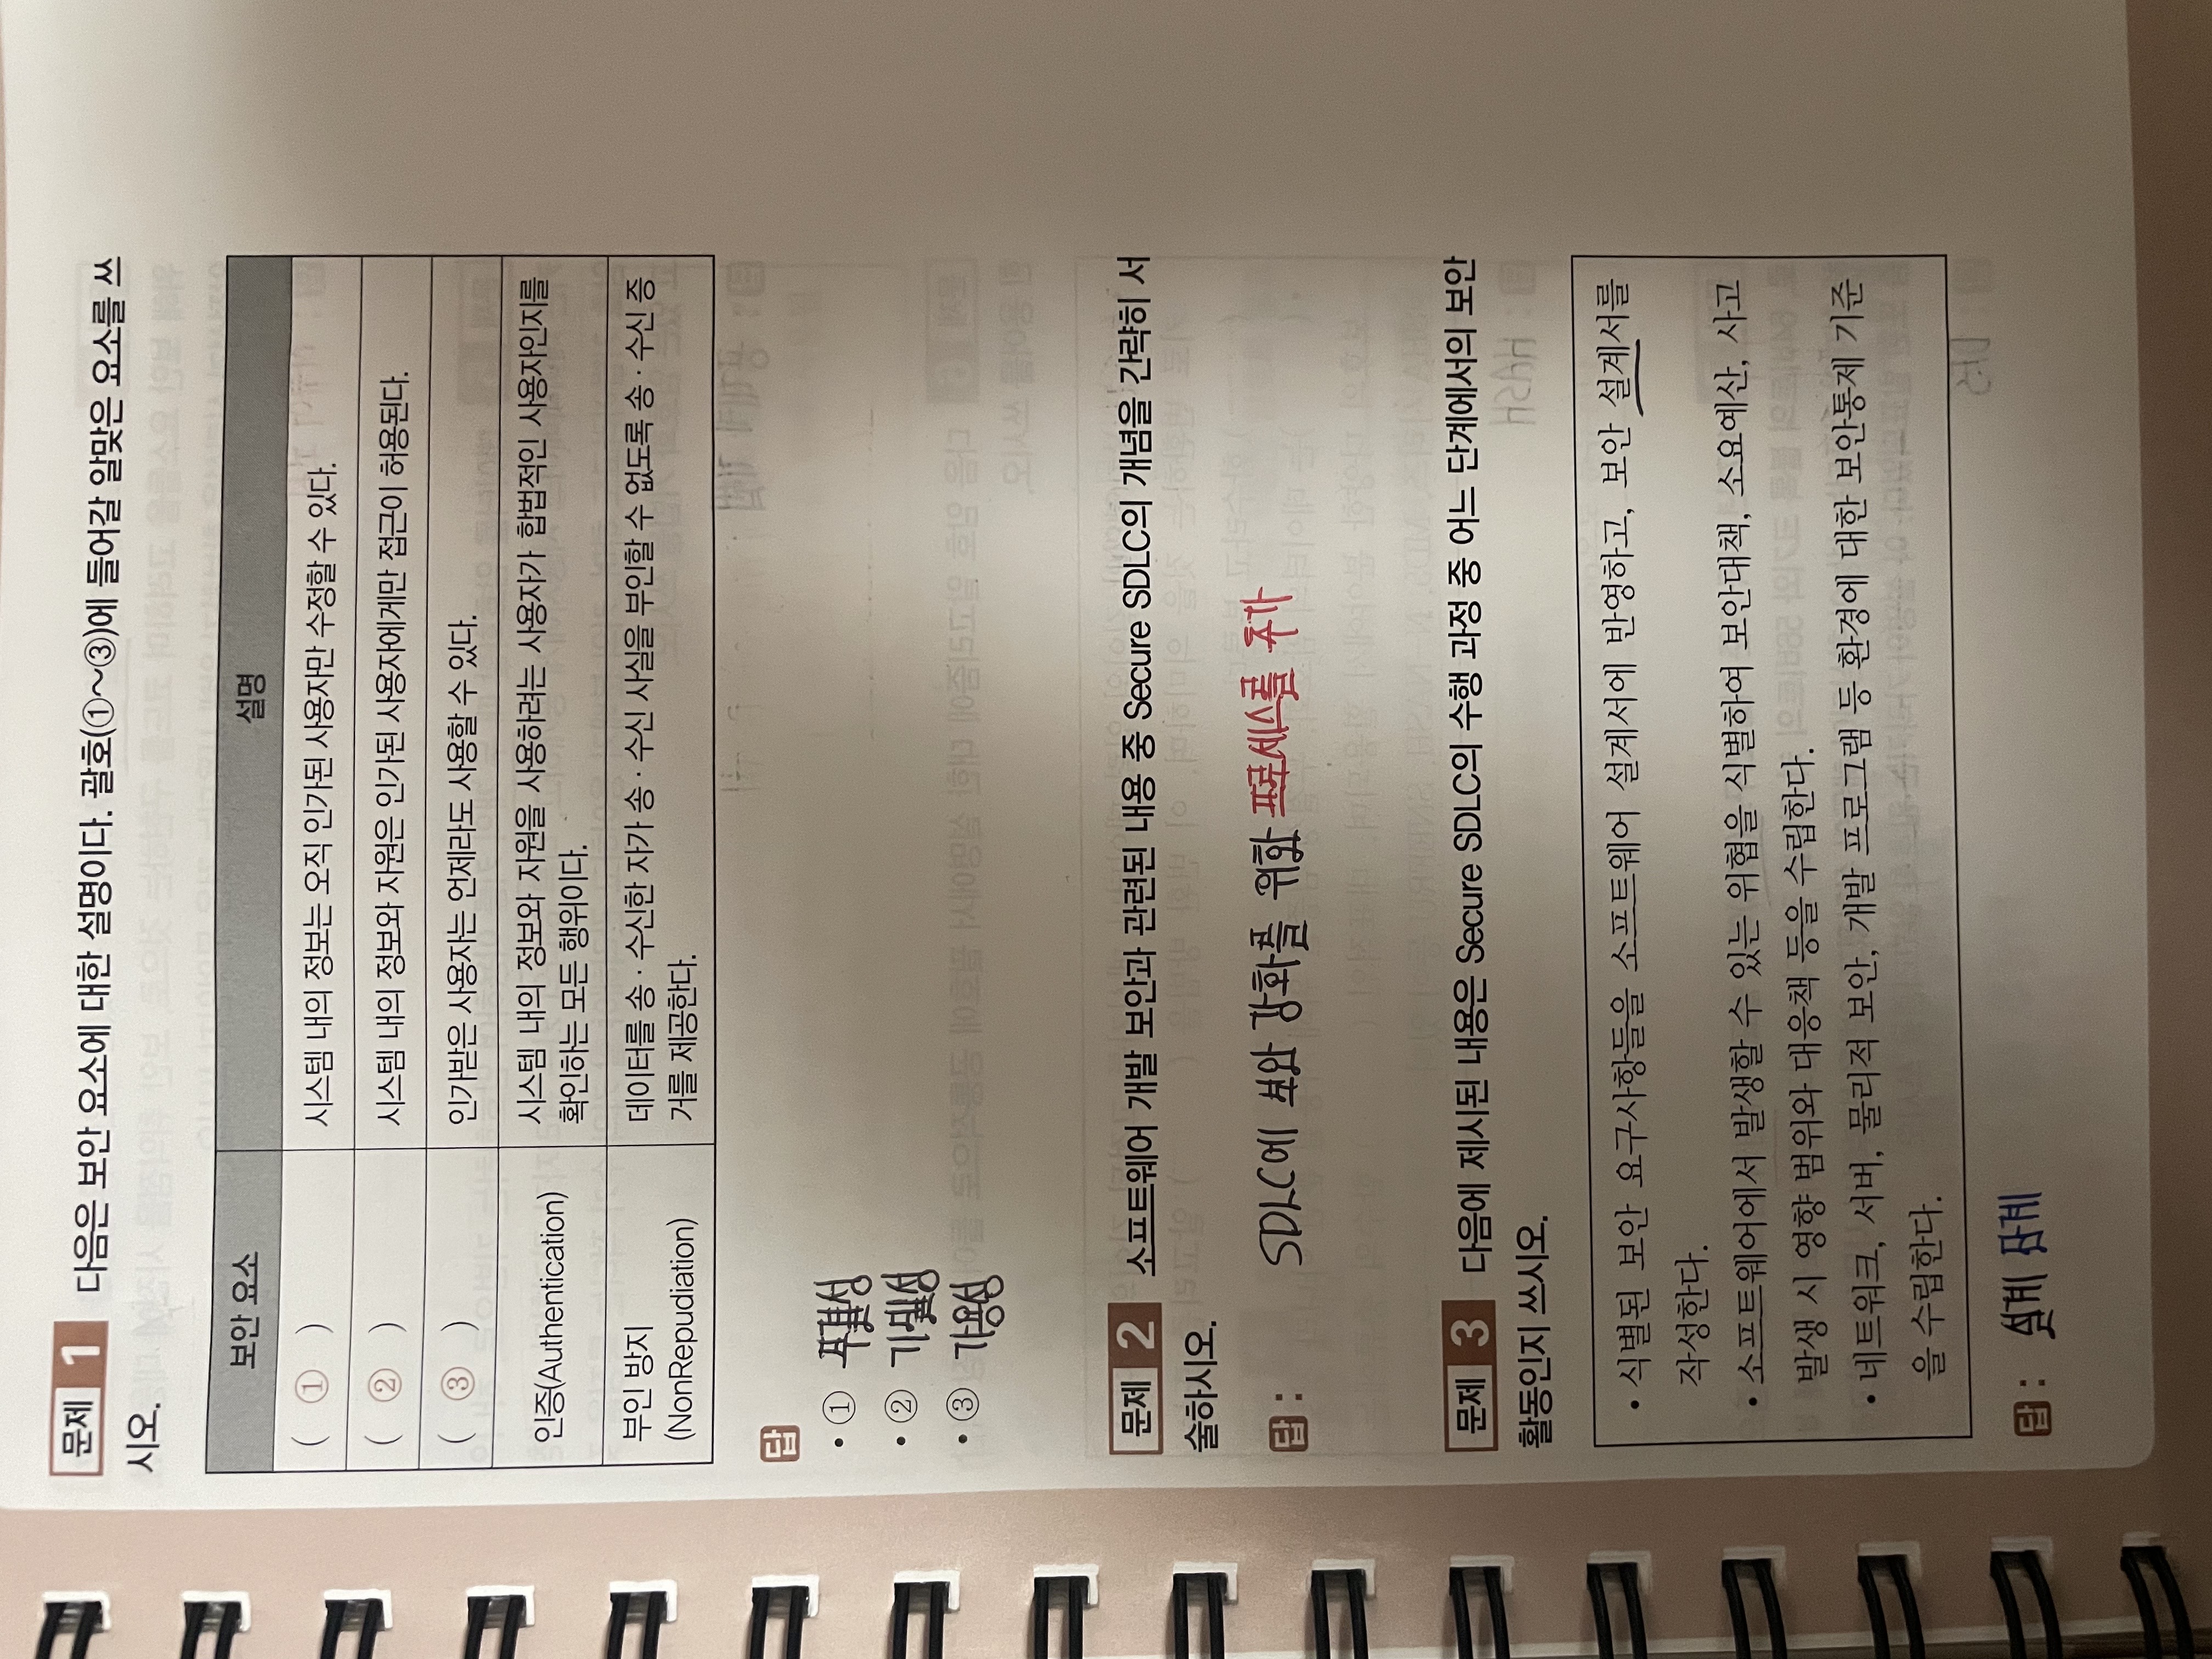 문제 1 다음은 보안 요소에 대한 설명이다. 괄호(①~③)에 들어갈 알맞은 요소를 쓰
시오.
보안 요소 설명
( ① ) 시스템 내의 정보는 오직 인가된 사용자만 수정할 수 있다.
( ② ) 시스템 내의 정보와 자원은 인가된 사용자에게만 접근이 허용된다.
( ③ ) 인가받은 사용자는 언제라도 사용할 수 있다.
인증(Authentication) 시스템 내의 정보와 자원을 사용하려는 사용자가 합법적인 사용자인지를
확인하는 모든 행위이다.
부인 방지 데이터를 송·수신한 자가 송·수신 사실을 부인할 수 없도록 송·수신 증
(NonRepudiation) 거를 제공한다.
답
• ① 무결성
• ② 기밀성
• ③ 가용성
문제 2 소프트웨어 개발 보안과 관련된 내용 중 Secure SDLC의 개념을 간략히 서
술하시오.
답 : SDLC에 보안 강화를 위한 프로세스를 추가
문제 3 다음에 제시된 내용은 Secure SDLC의 수행 과정 중 어느 단계에서의 보안
활동인지 쓰시오.
• 식별된 보안 요구사항들을 소프트웨어 설계서에 반영하고, 보안 설계서를
작성한다.
• 소프트웨어에서 발생할 수 있는 위협을 식별하여 보안대책, 소요예산, 사고
발생 시 영향 범위와 대응책 등을 수립한다.
• 네트워크, 서버, 물리적 보안, 개발 프로그램 등 환경에 대한 보안통제 기준
을 수립한다.
답 : 설계 단계